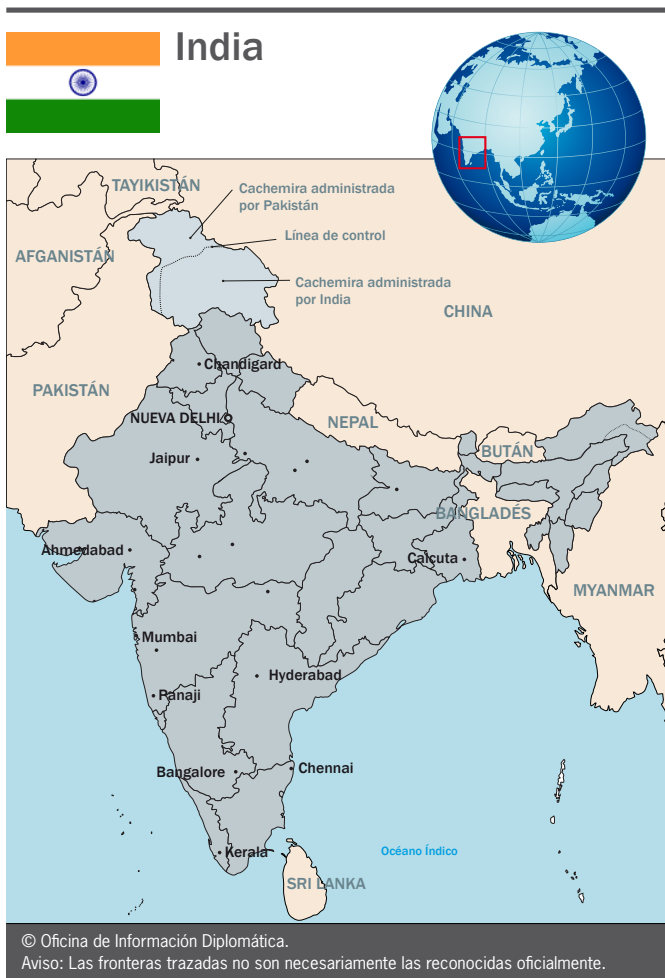 India
TAYIKISTÁN
Cachemira administrada
por Pakistán
Línea de control
AFGANISTÁN
Cachemira administrada
por India
CHINA
Chandigard
PAKISTÁN
NUEVA DELHI
NEPAL
BUTÁN
Jaipur
BANGLADÉS
Ahmedabad
Calcuta
MYANMAR
Mumbai
Hyderabad
Panaji
Bangalore
Chennai
Kerala
Océano Índico
SRI LANKA
© Oficina de Información Diplomática.
Aviso: Las fronteras trazadas no son necesariamente las reconocidas oficialmente.